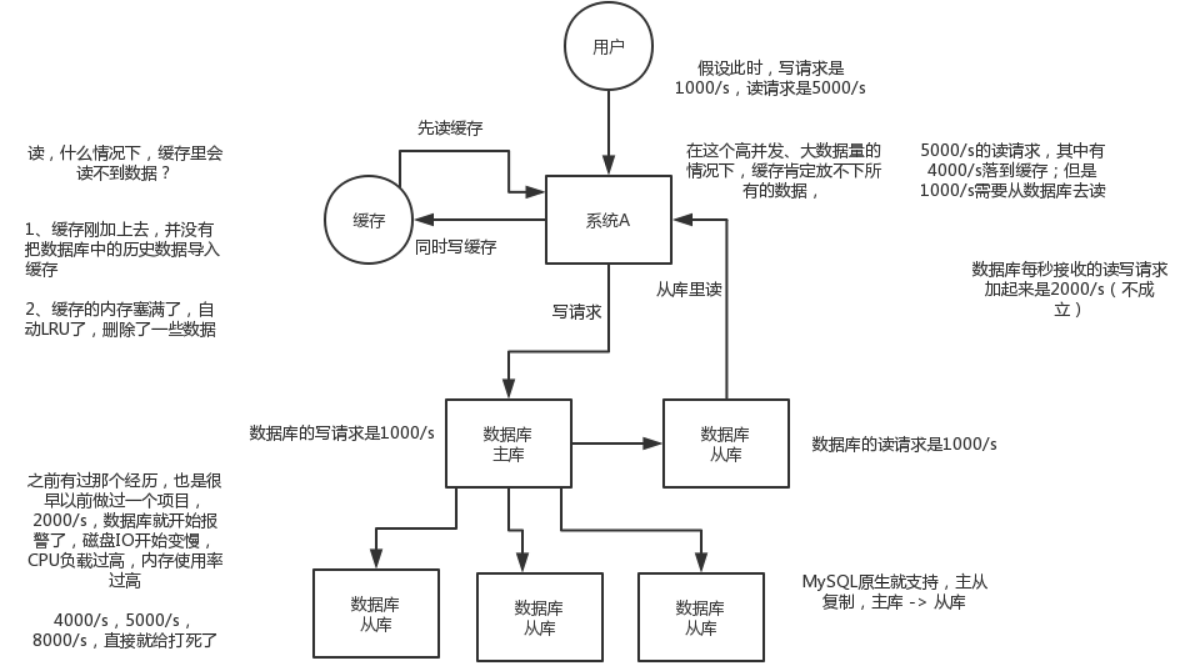 用户
假设此时，写请求是
1000/s，读请求是5000/s
先读缓存
读，什么情况下，缓存里会
读不到数据？
在这个高并发、大数据量的
情况下，缓存肯定放不下所
有的数据，
5000/s的读请求，其中有
4000/s落到缓存；但是
1000/s需要从数据库去读
缓存
系统A
同时写缓存
1、缓存刚加上去，并没有
把数据库中的历史数据导入
缓存
2、缓存的内存塞满了，自
动LRU了，删除了一些数据
写请求
从库里读
数据库每秒接收的读写请求
加起来是2000/s（不成
立）
数据库的写请求是1000/s
数据库
主库
数据库
从库
数据库的读请求是1000/s
之前有过那个经历，也是很
早以前做过一个项目，
2000/s，数据库就开始报
警了，磁盘IO开始变慢，
CPU负载过高，内存使用率
过高
4000/s，5000/s，
8000/s，直接就给打死了
数据库
从库
数据库
从库
数据库
从库
MySQL原生就支持，主从
复制，主库 -> 从库